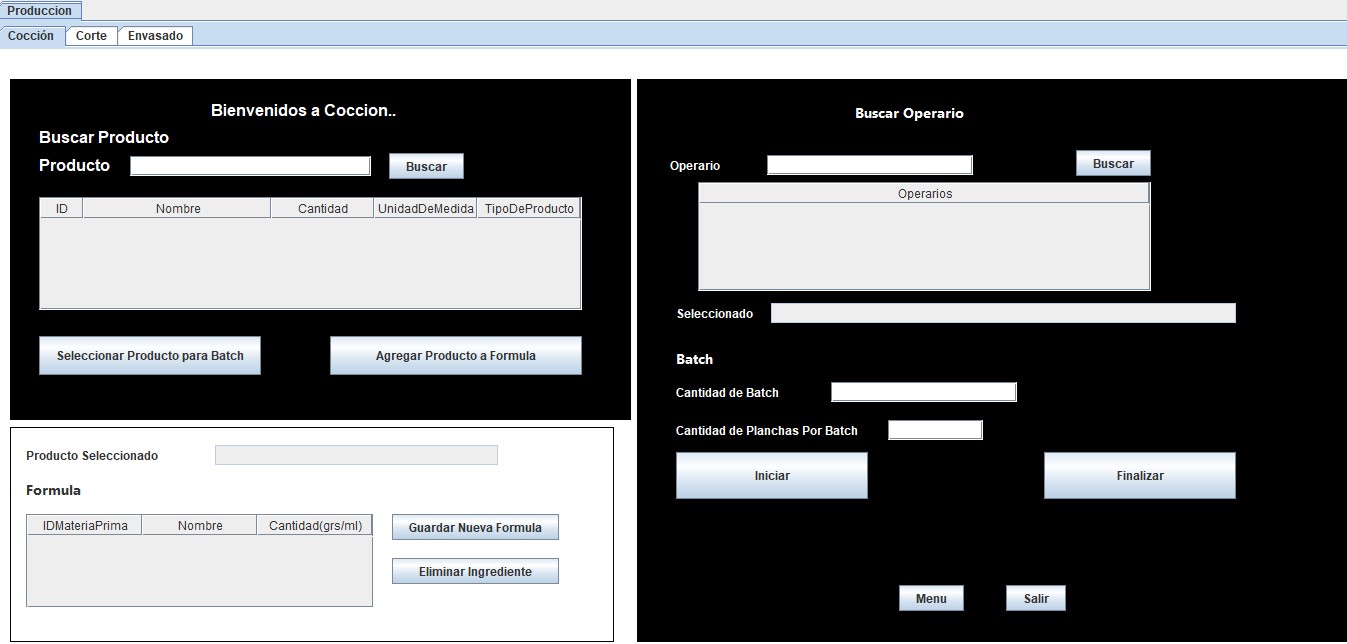 Produccion
Cocción Corte Envasado
Bienvenidos a Coccion..
Buscar Producto
Producto Buscar
ID Nombre Cantidad UnidadDeMedida TipoDeProducto
Seleccionar Producto para Batch Agregar Producto a Formula
Producto Seleccionado
Formula
IDMateriaPrima Nombre Cantidad(grs/ml)
Guardar Nueva Formula
Eliminar Ingrediente
Buscar Operario
Operario Buscar
Operarios
Seleccionado
Batch
Cantidad de Batch
Cantidad de Planchas Por Batch
Iniciar Finalizar
Menu Salir